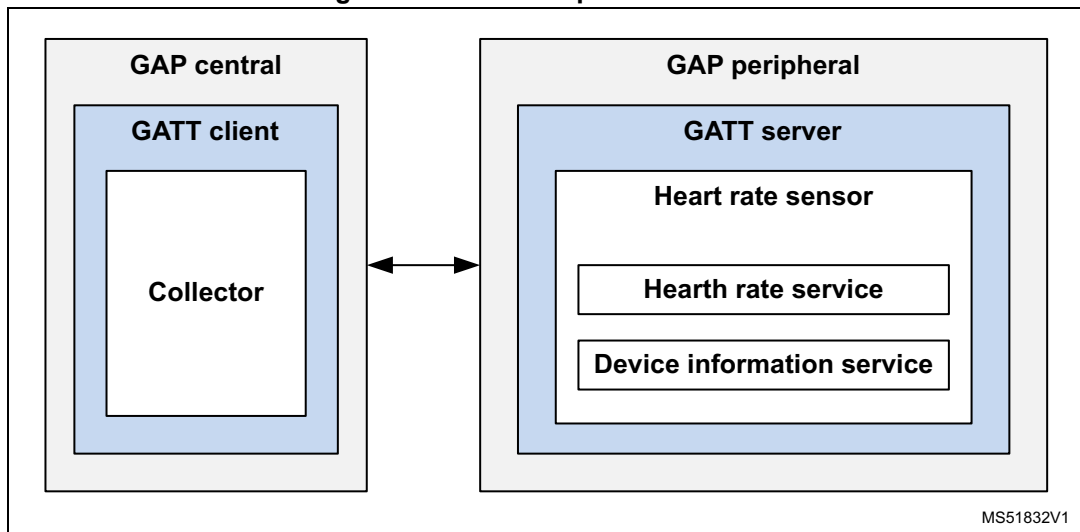 GAP central
GATT client
Collector
GAP peripheral
GATT server
Heart rate sensor
Hearth rate service
Device information service
MS51832V1